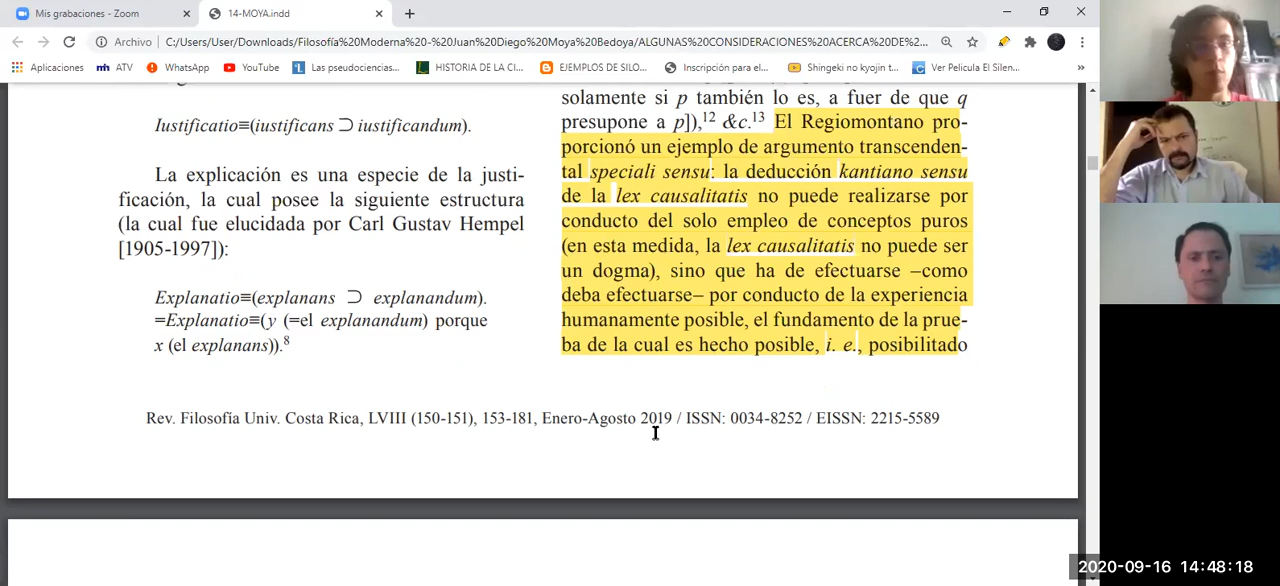 Mis grabaciones - Zoom
14-MOYA.indd
Archivo
C:/Users/User/Downloads/Filosofía%20Moderna%20-%20Juan%20Diego%20Moya%20Bedoya/ALGUNAS%20CONSIDERACIONES%20ACERCA%20DE%2...
Aplicaciones
mh ATV
WhatsApp
YouTube
Las pseudociencias...
HISTORIA DE LA CI...
EJEMPLOS DE SILO...
Inscripción para el...
Shingeki no kyojin t...
Ver Pelicula El Silen...
Iustificatio≡(iustificans ⊃ iustificandum).
La explicación es una especie de la justi-
ficación, la cual posee la siguiente estructura
(la cual fue elucidada por Carl Gustav Hempel
[1905-1997]):
Explanatio≡(explanans ⊃ explanandum).
=Explanatio≡(y (=el explanandum) porque
x (el explanans)).8
solamente si p también lo es, a fuer de que q
presupone a p]),12 &c.13 El Regiomontano pro-
porcionó un ejemplo de argumento transcenden-
tal speciali sensu: la deducción kantiano sensu
de la lex causalitatis no puede realizarse por
conducto del solo empleo de conceptos puros
(en esta medida, la lex causalitatis no puede ser
un dogma), sino que ha de efectuarse –como
deba efectuarse– por conducto de la experiencia
humanamente posible, el fundamento de la prue-
ba de la cual es hecho posible, i. e., posibilitado
Rev. Filosofía Univ. Costa Rica, LVIII (150-151), 153-181, Enero-Agosto 2019 / ISSN: 0034-8252 / EISSN: 2215-5589
2020-09-16 14:48:18